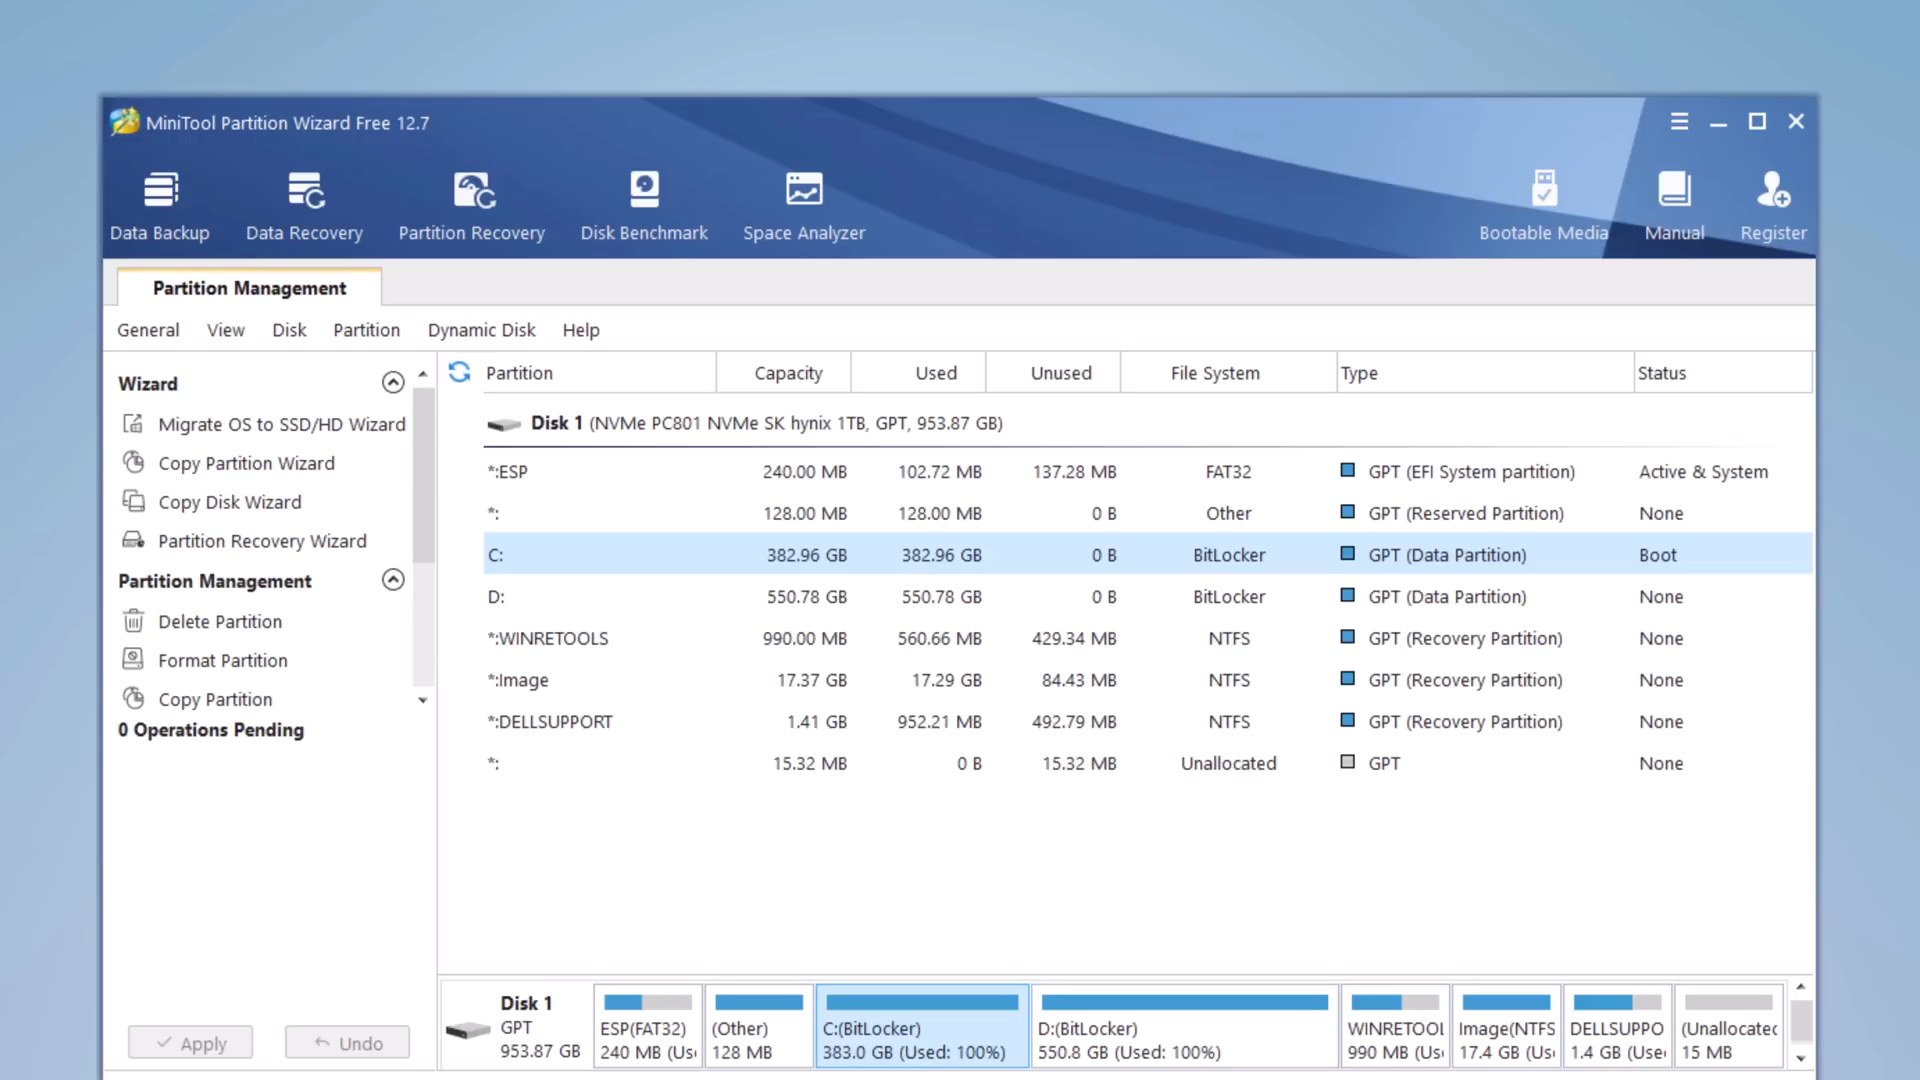 MiniTool Partition Wizard Free 12.7
Data Backup
Data Recovery
Partition Recovery
Disk Benchmark
Space Analyzer
Bootable Media
Manual
Register
Partition Management
General View Disk Partition Dynamic Disk Help
Wizard
Migrate OS to SSD/HD Wizard
Copy Partition Wizard
Copy Disk Wizard
Partition Recovery Wizard
Partition Management
Delete Partition
Format Partition
Copy Partition
0 Operations Pending
Apply
Undo
Partition Capacity Used Unused File System Type Status
Disk 1 (NVMe PC801 NVMe SK hynix 1TB, GPT, 953.87 GB)
*:ESP 240.00 MB 102.72 MB 137.28 MB FAT32 GPT (EFI System partition) Active & System
*: 128.00 MB 128.00 MB 0 B Other GPT (Reserved Partition) None
C: 382.96 GB 382.96 GB 0 B BitLocker GPT (Data Partition) Boot
D: 550.78 GB 550.78 GB 0 B BitLocker GPT (Data Partition) None
*:WINRETOOLS 990.00 MB 560.66 MB 429.34 MB NTFS GPT (Recovery Partition) None
*:Image 17.37 GB 17.29 GB 84.43 MB NTFS GPT (Recovery Partition) None
*:DELLSUPPORT 1.41 GB 952.21 MB 492.79 MB NTFS GPT (Recovery Partition) None
*: 15.32 MB 0 B 15.32 MB Unallocated GPT None
Disk 1
GPT
953.87 GB
ESP(FAT32)
240 MB (Us
(Other)
128 MB
C:(BitLocker)
383.0 GB (Used: 100%)
D:(BitLocker)
550.8 GB (Used: 100%)
WINRETOOL
990 MB (Us
Image(NTFS
17.4 GB (Us
DELLSUPPO
1.4 GB (Use
(Unallocated
15 MB